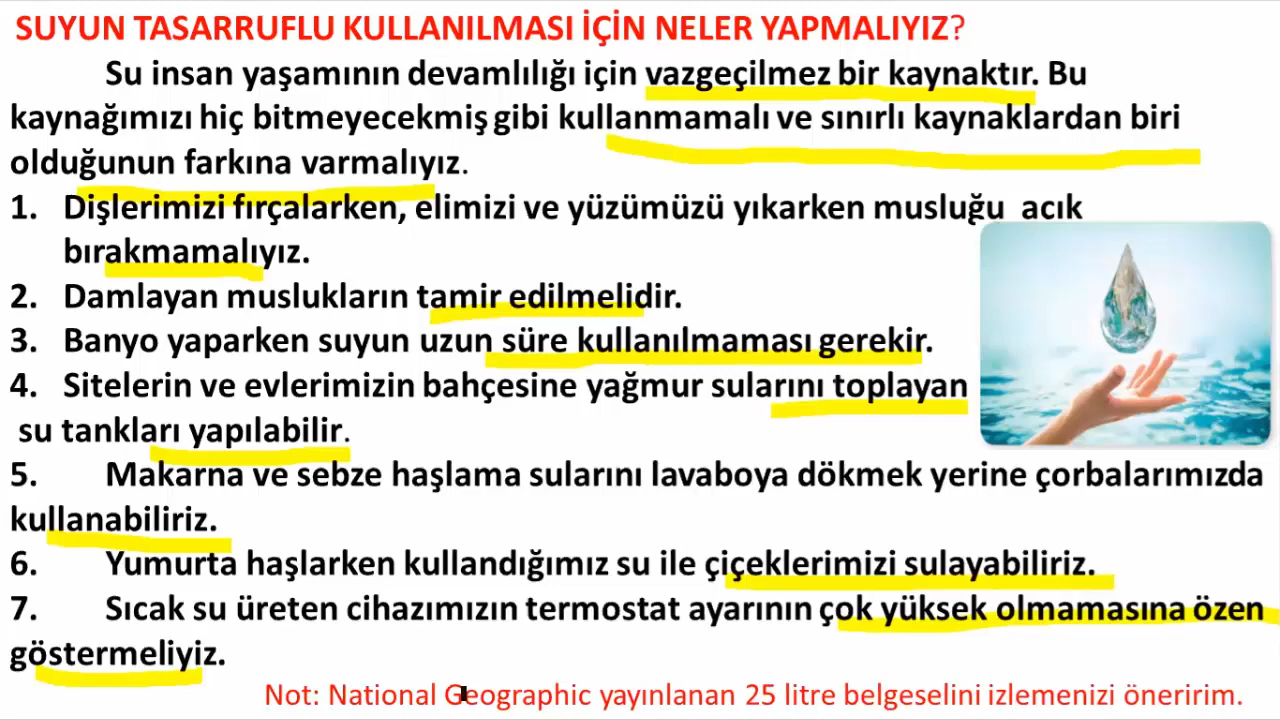 SUYUN TASARRUFLU KULLANILMASI İÇİN NELER YAPMALIYIZ?
Su insan yaşamının devamlılığı için vazgeçilmez bir kaynaktır. Bu
kaynağımızı hiç bitmeyecekmiş gibi kullanmamalı ve sınırlı kaynaklardan biri
olduğunun farkına varmalıyız.
1. Dişlerimizi fırçalarken, elimizi ve yüzümüzü yıkarken musluğu acık
bırakmamalıyız.
2. Damlayan muslukların tamir edilmelidir.
3. Banyo yaparken suyun uzun süre kullanılmaması gerekir.
4. Sitelerin ve evlerimizin bahçesine yağmur sularını toplayan
su tankları yapılabilir.
5. Makarna ve sebze haşlama sularını lavaboya dökmek yerine çorbalarımızda
kullanabiliriz.
6. Yumurta haşlarken kullandığımız su ile çiçeklerimizi sulayabiliriz.
7. Sıcak su üreten cihazımızın termostat ayarının çok yüksek olmamasına özen
göstermeliyiz.
Not: National Geographic yayınlanan 25 litre belgeselini izlemenizi öneririm.